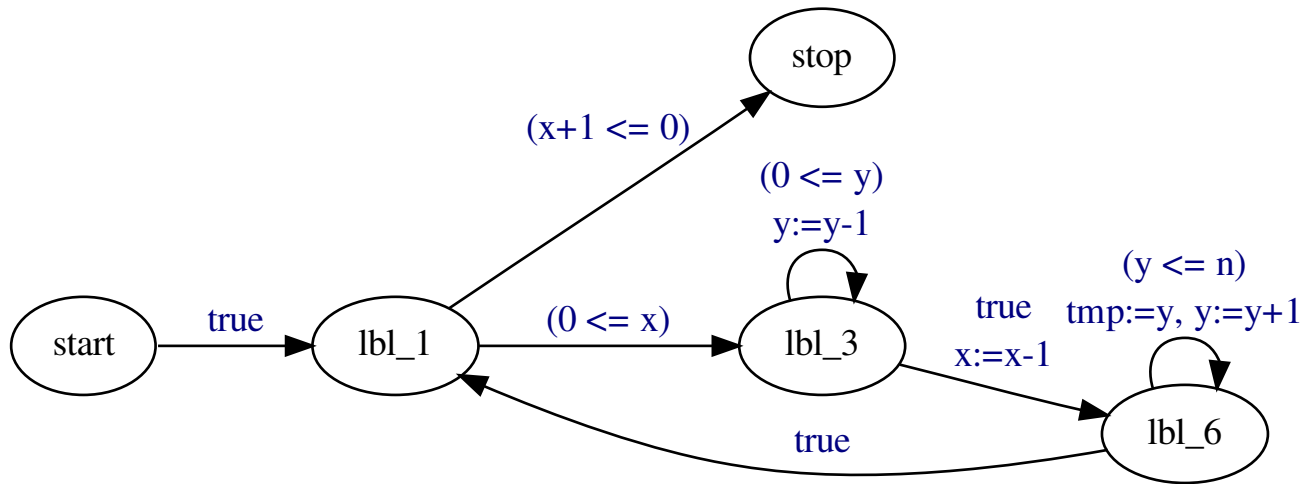 stop
(x+1 <= 0)
(0 <= y)
y:=y-1
(y <= n)
tmp:=y, y:=y+1
true
x:=x-1
start
true
lbl_1
(0 <= x)
lbl_3
lbl_6
true